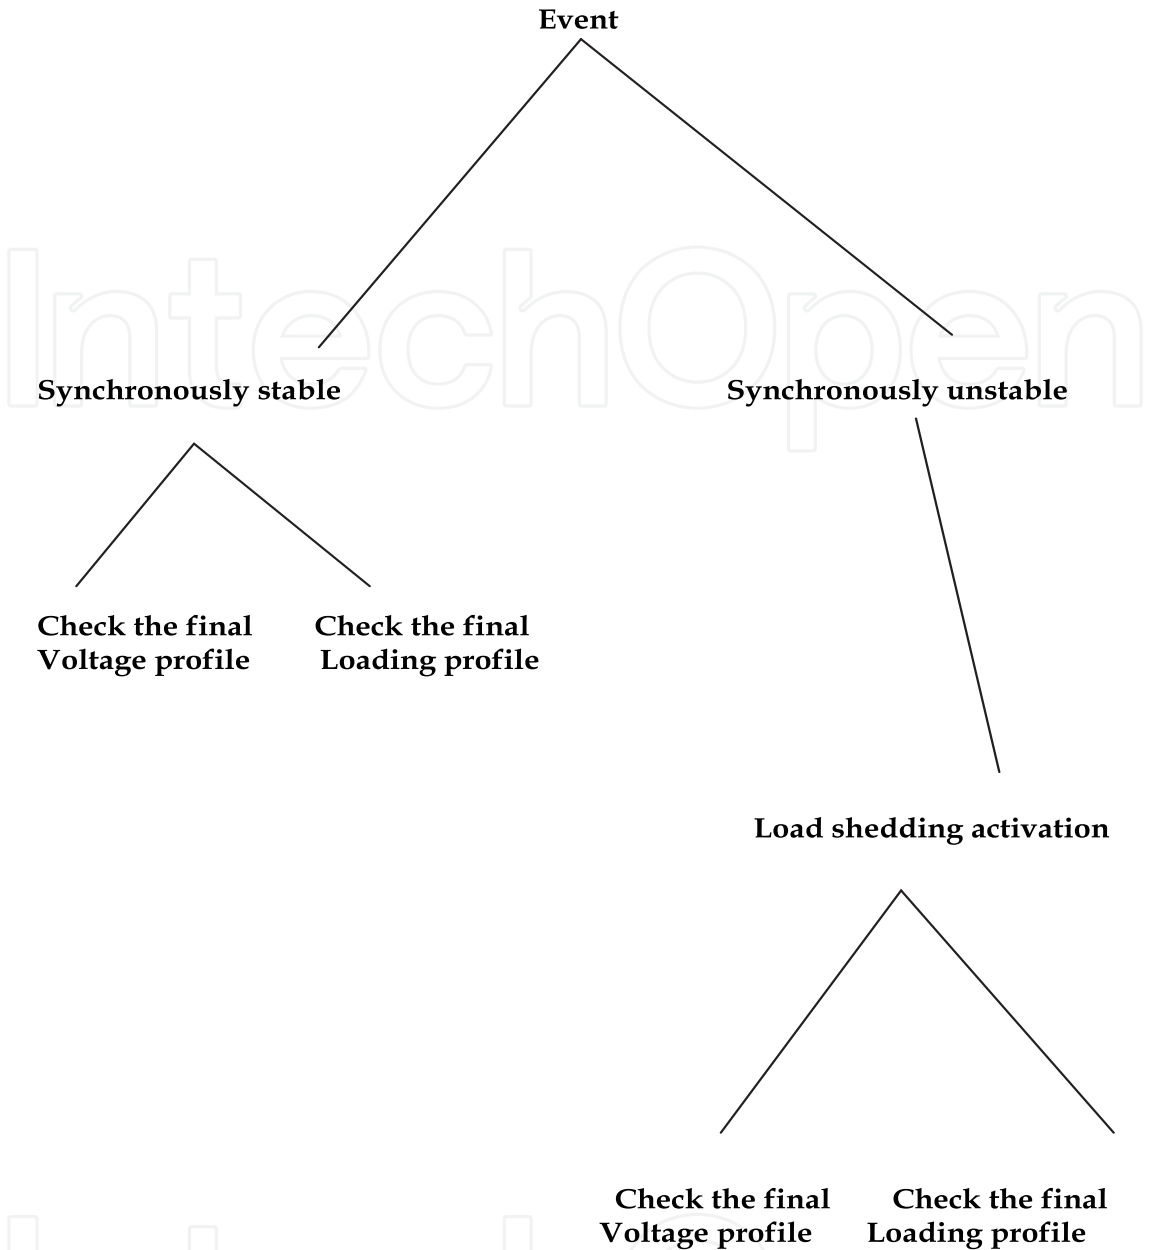 Event
IntechOpen
Synchronously stable
Synchronously unstable
Check the final
Voltage profile
Check the final
Loading profile
Load shedding activation
Check the final
Voltage profile
Check the final
Loading profile